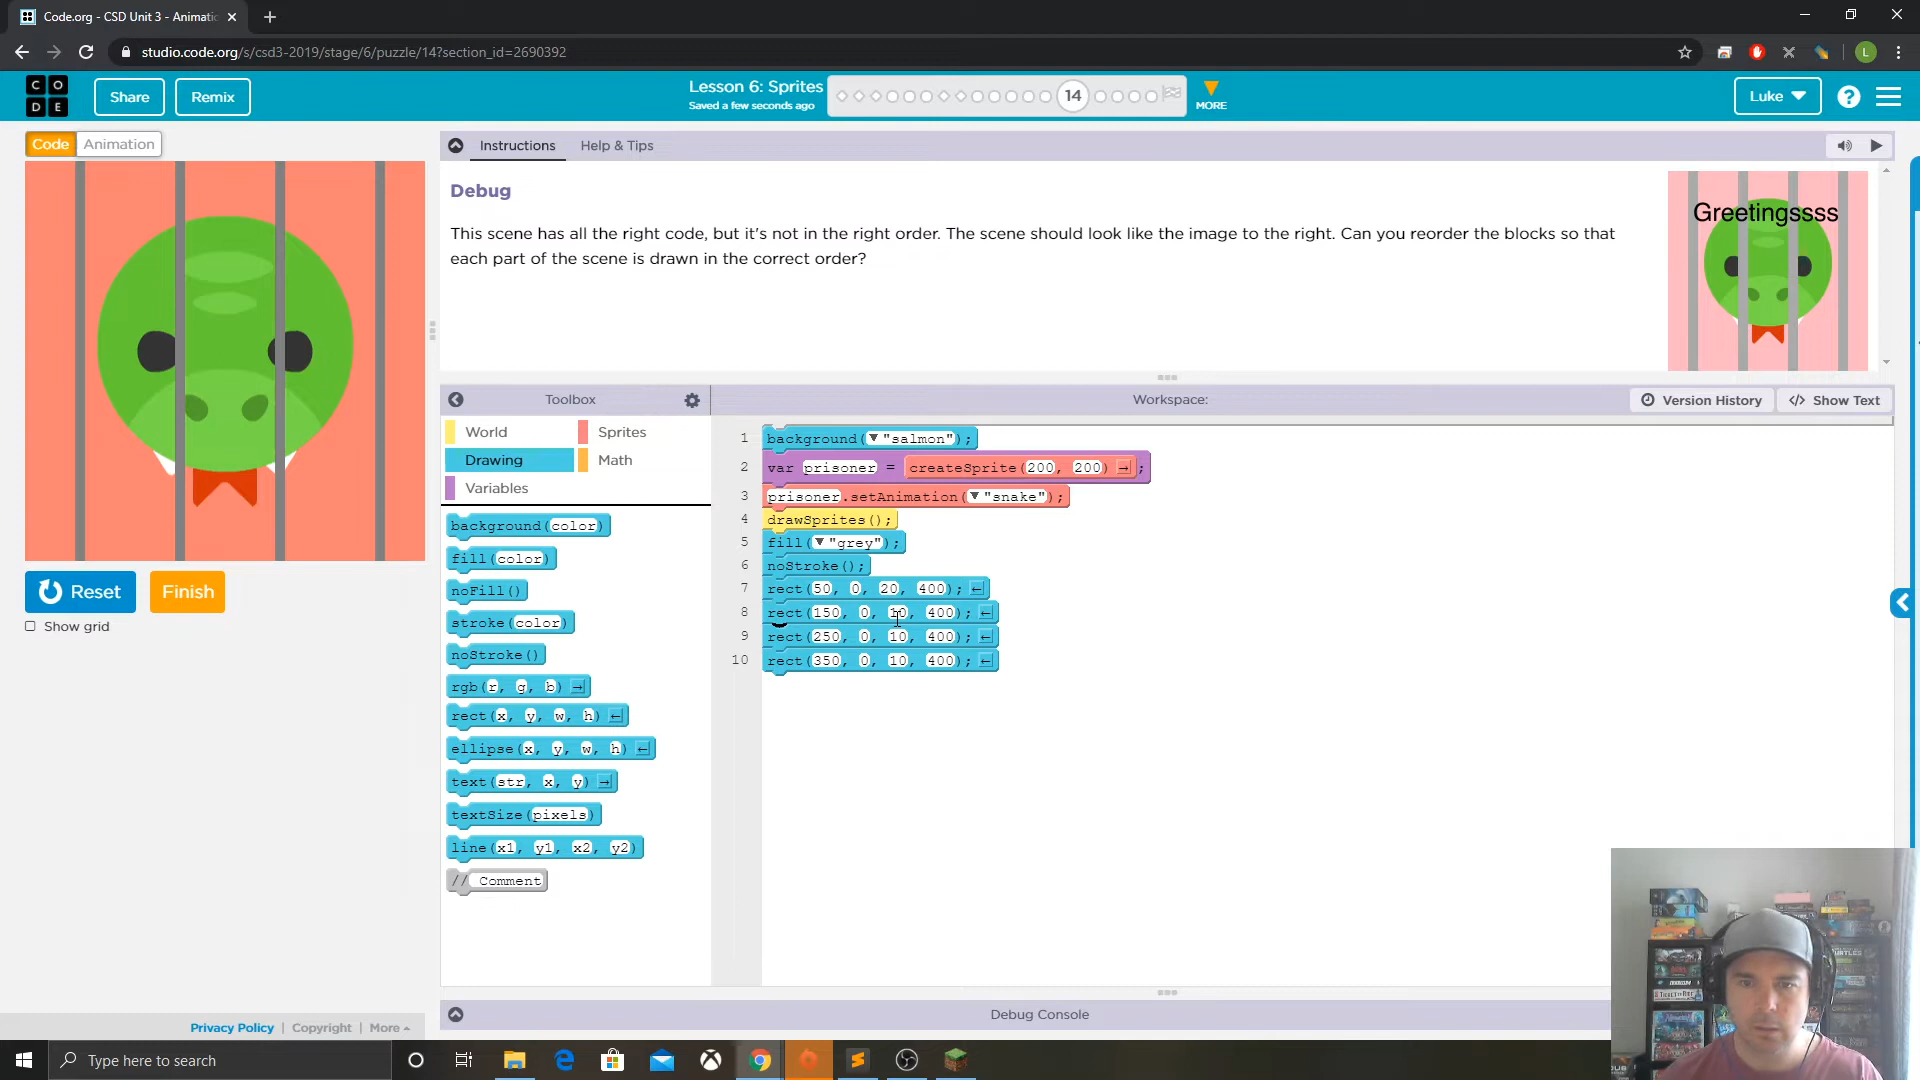 Code.org - CSD Unit 3 - Animatic
studio.code.org/s/csd3-2019/stage/6/puzzle/14?section_id=2690392
L
CO
DE
Share
Remix
Lesson 6: Sprites
Saved a few seconds ago
14
MORE
Luke
Code
Animation
Instructions
Help & Tips
Debug
This scene has all the right code, but it's not in the right order. The scene should look like the image to the right. Can you reorder the blocks so that
each part of the scene is drawn in the correct order?
Greetingssss
Toolbox
Workspace:
Version History
</> Show Text
World
Sprites
Drawing
Math
Variables
background(color)
fill(color)
noFill()
stroke(color)
noStroke()
rgb(r, g, b)
rect(x, y, w, h)
ellipse(x, y, w, h)
text(str, x, y)
textSize(pixels)
line(x1, y1, x2, y2)
// Comment
1 background("salmon");
2 var prisoner = createSprite(200, 200);
3 prisoner.setAnimation("snake");
4 drawSprites();
5 fill("grey");
6 noStroke();
7 rect(50, 0, 20, 400);
8 rect(150, 0, 10, 400);
9 rect(250, 0, 10, 400);
10 rect(350, 0, 10, 400);
Reset
Finish
Show grid
Debug Console
Privacy Policy | Copyright | More
Type here to search